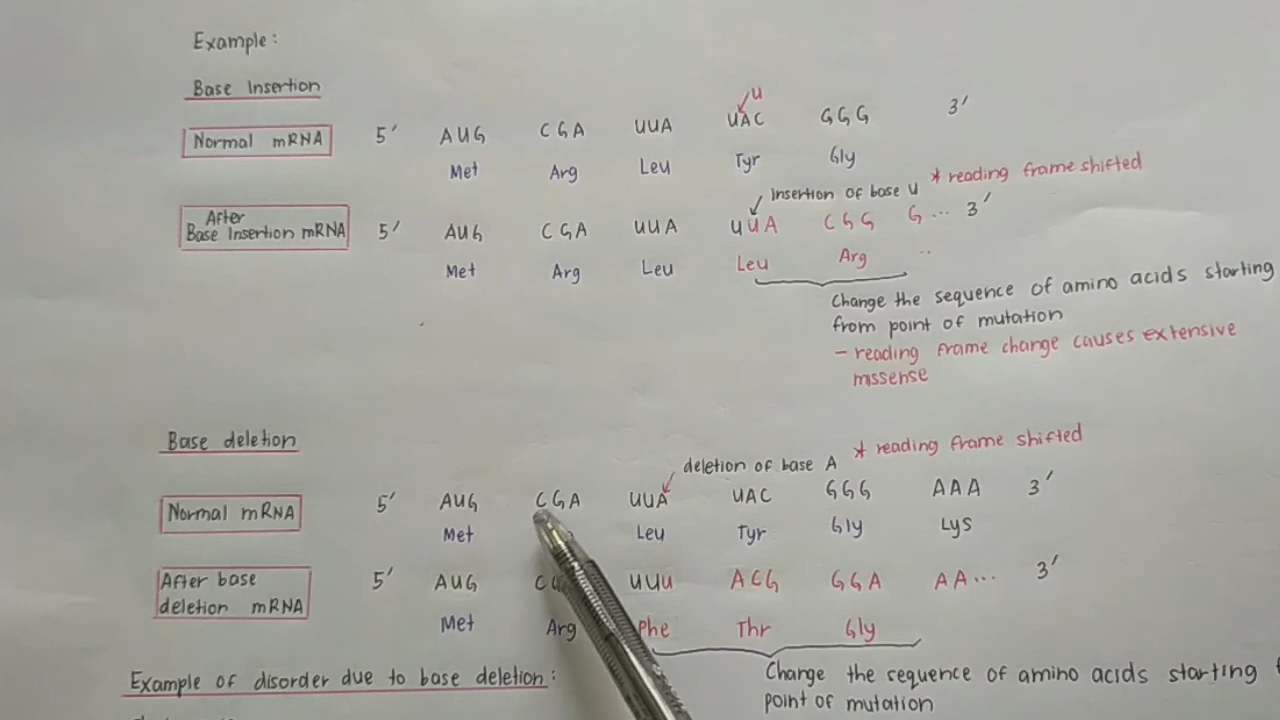 Example:
Base Insertion
U
Normal mRNA 5' AUG CGA UUA UAC GGG 3'
Met Arg Leu Tyr Gly
Insertion of base U * reading frame shifted
After
Base Insertion mRNA 5' AUG CGA UUA UUA CGG G... 3'
Met Arg Leu Leu Arg ..
Change the sequence of amino acids starting
from point of mutation
- reading frame change causes extensive
missense
Base deletion
deletion of base A * reading frame shifted
Normal mRNA 5' AUG CGA UUA UAC GGG AAA 3'
Met Leu Tyr Gly Lys
After base
deletion mRNA 5' AUG UUU ACG GGA AA... 3'
Met Arg Phe Thr Gly
Change the sequence of amino acids starting
point of mutation
Example of disorder due to base deletion: